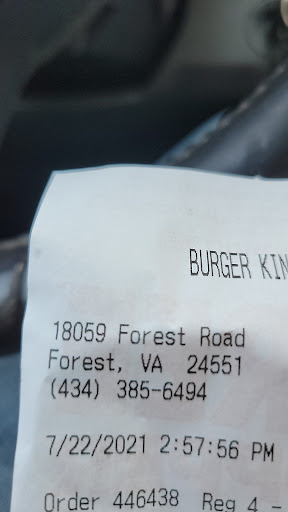 BURGER KIN
18059 Forest Road
Forest, VA 24551
(434) 385-6494
7/22/2021 2:57:56 PM
Order 446438 Reg 4 -